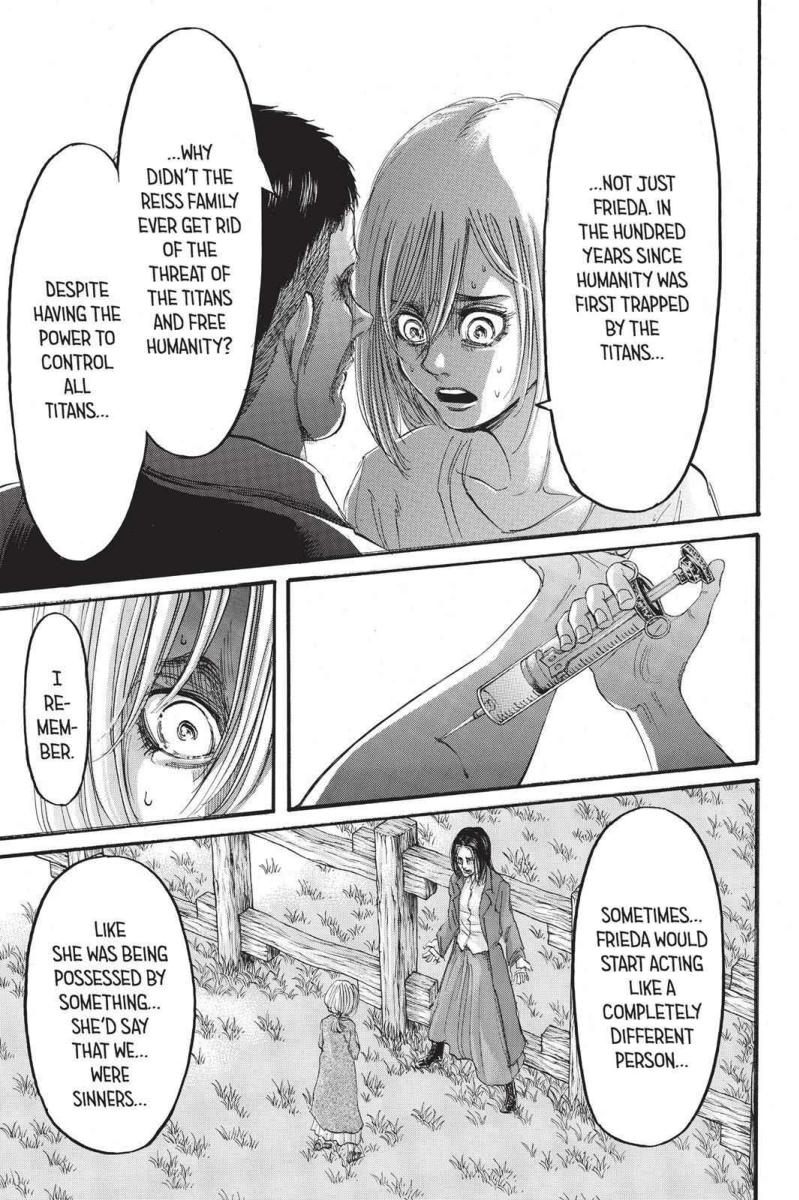 ...NOT JUST
FRIEDA. IN
THE HUNDRED
YEARS SINCE
HUMANITY WAS
FIRST TRAPPED
BY THE
TITANS...
...WHY
DIDN'T THE
REISS FAMILY
EVER GET RID
OF THE
THREAT OF
THE TITANS
AND FREE
HUMANITY?
DESPITE
HAVING THE
POWER TO
CONTROL
ALL
TITANS...
I
RE-
MEM-
BER.
SOMETIMES...
FRIEDA WOULD
START ACTING
LIKE A
COMPLETELY
DIFFERENT
PERSON...
LIKE
SHE WAS BEING
POSSESSED BY
SOMETHING...
SHE'D SAY
THAT WE...
WERE
SINNERS...